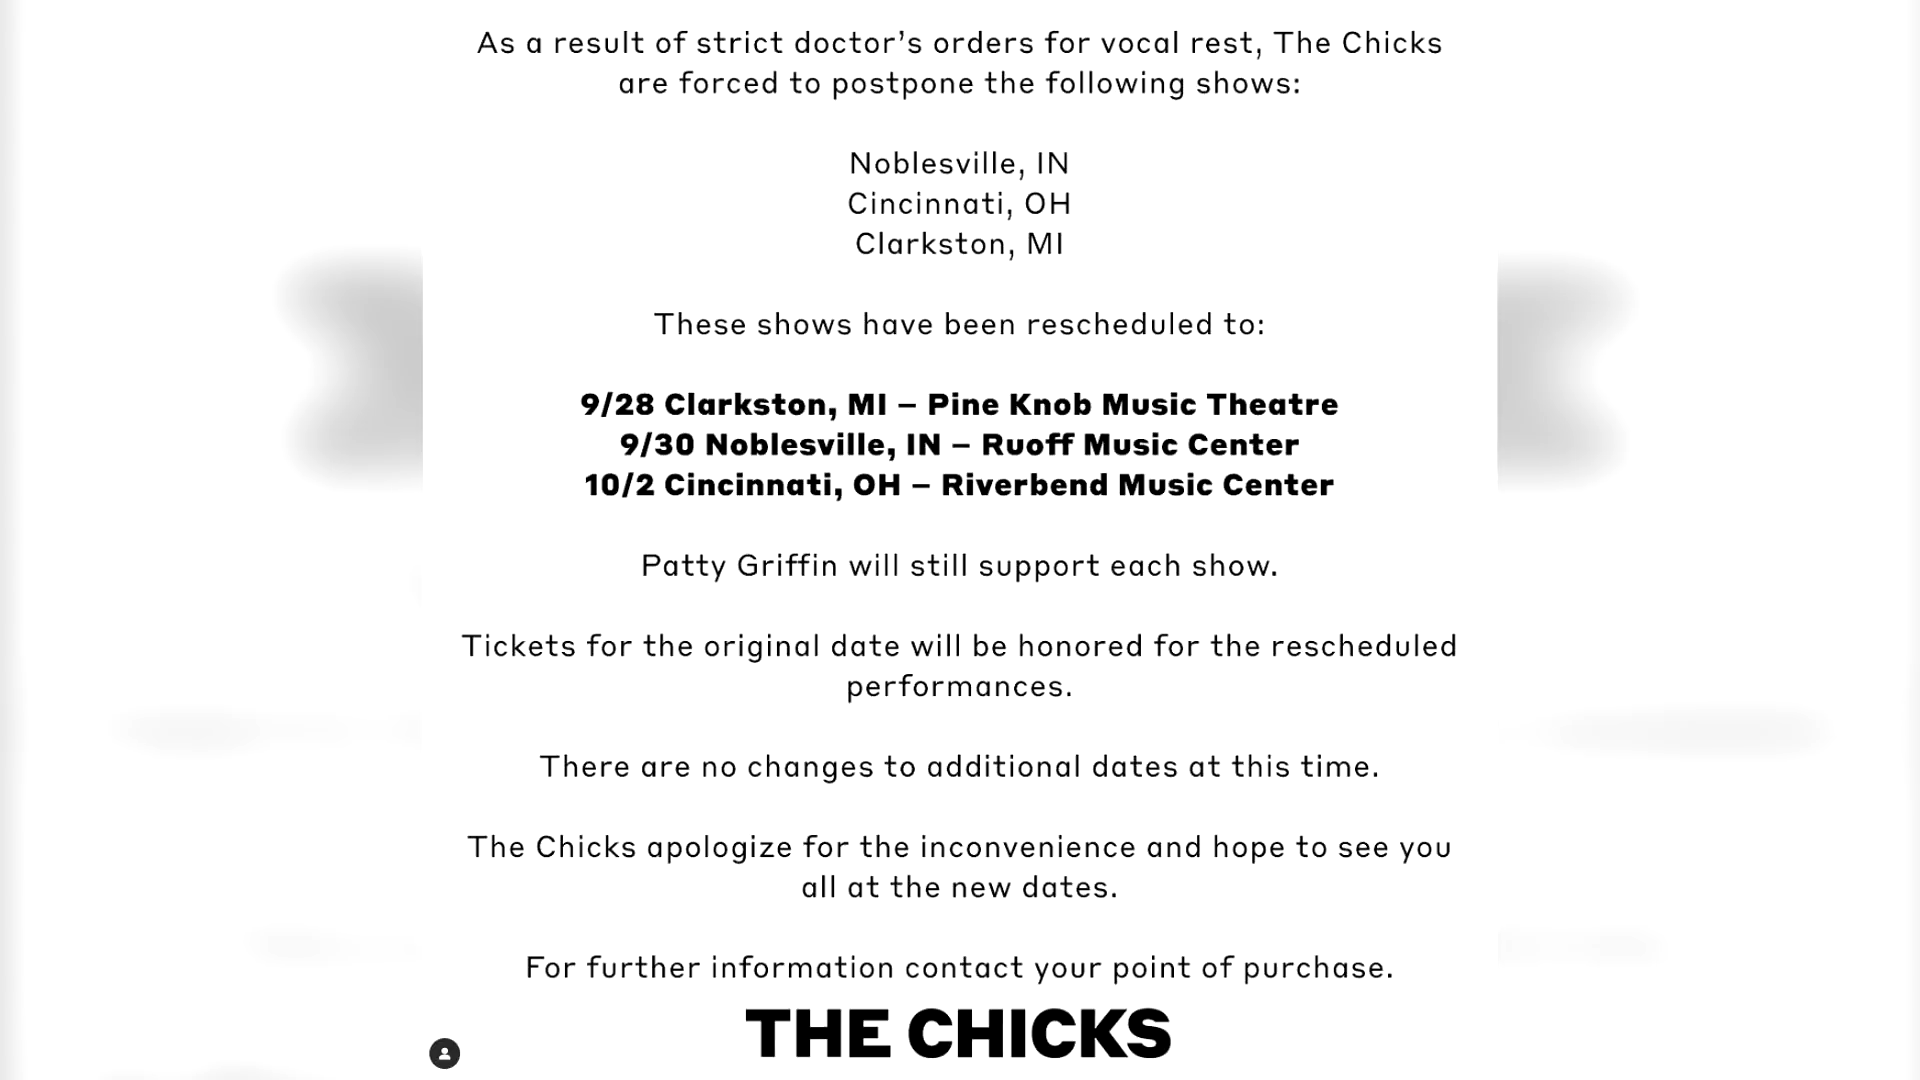 As a result of strict doctor’s orders for vocal rest, The Chicks
are forced to postpone the following shows:
Noblesville, IN
Cincinnati, OH
Clarkston, MI
These shows have been rescheduled to:
9/28 Clarkston, MI – Pine Knob Music Theatre
9/30 Noblesville, IN – Ruoff Music Center
10/2 Cincinnati, OH – Riverbend Music Center
Patty Griffin will still support each show.
Tickets for the original date will be honored for the rescheduled
performances.
There are no changes to additional dates at this time.
The Chicks apologize for the inconvenience and hope to see you
all at the new dates.
For further information contact your point of purchase.
THE CHICKS